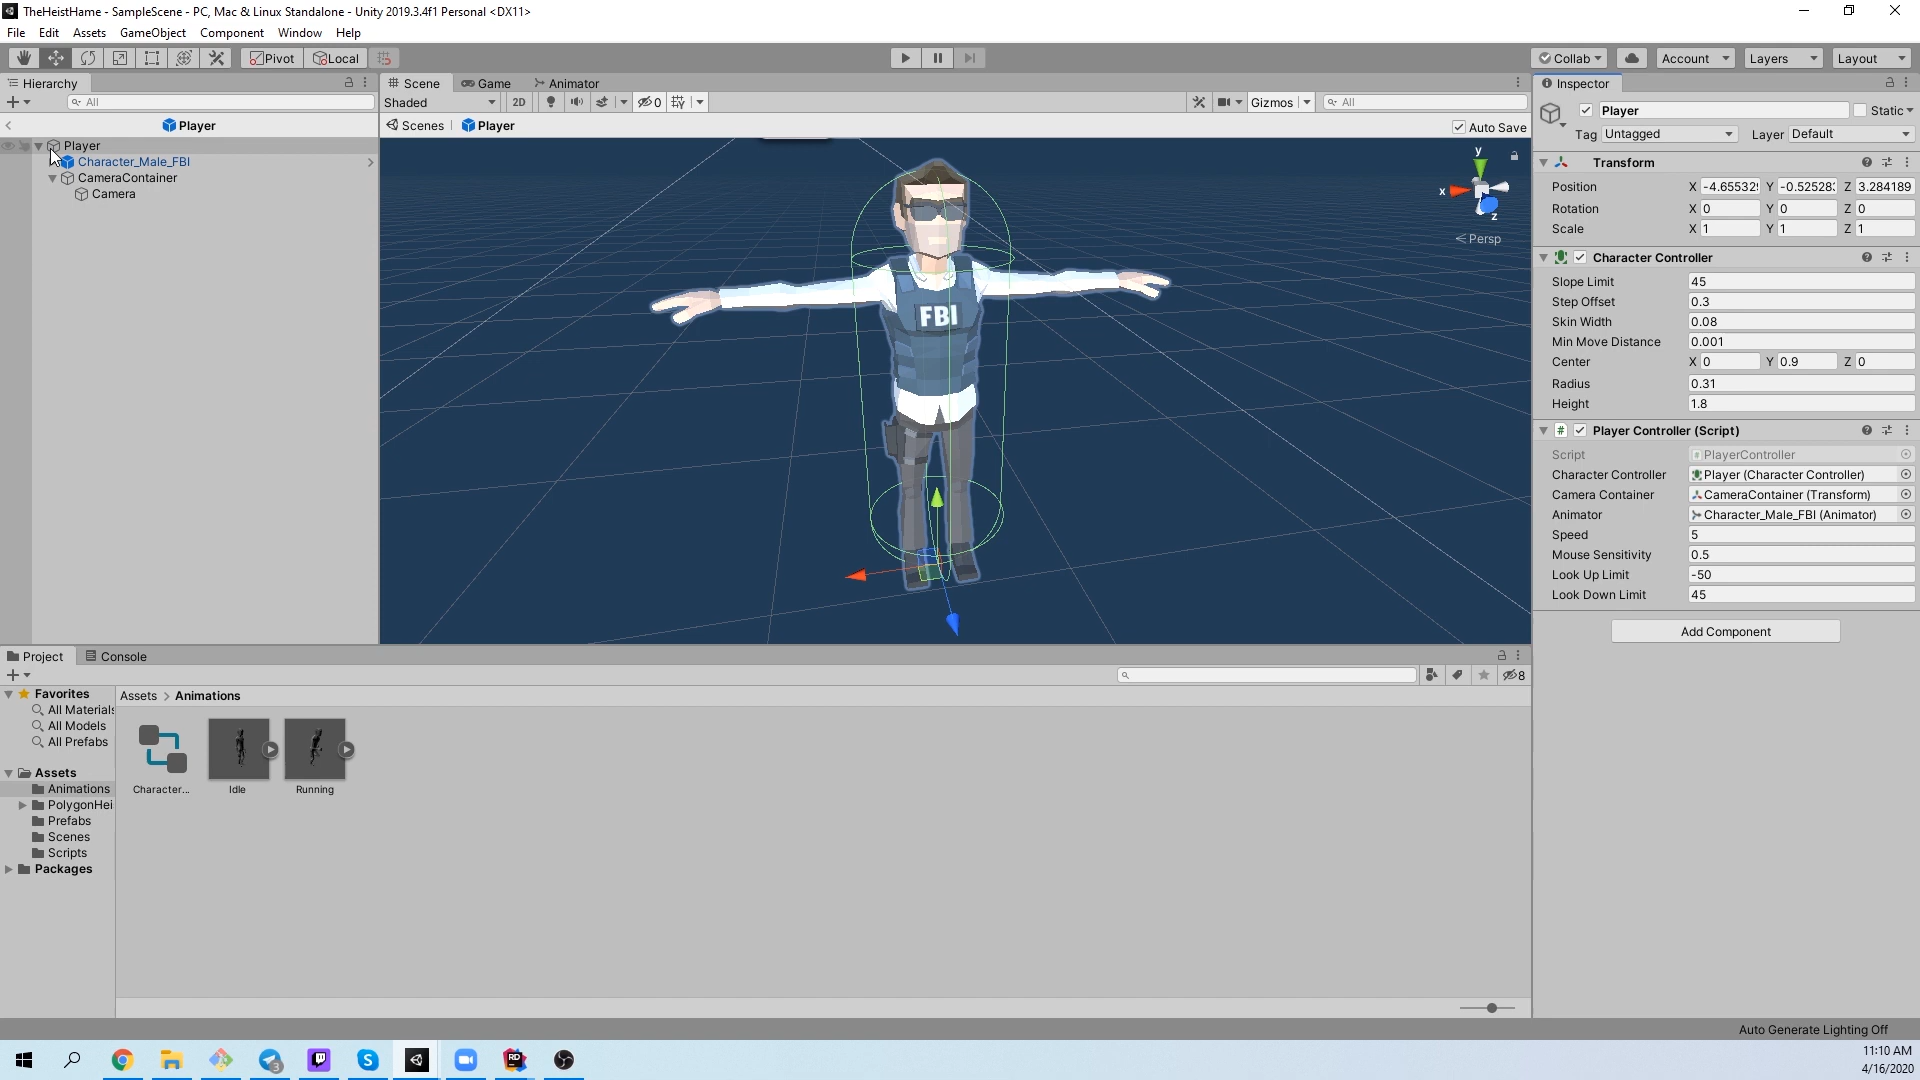 TheHeistHame - SampleScene - PC, Mac & Linux Standalone - Unity 2019.3.4f1 Personal <DX11>
File Edit Assets GameObject Component Window Help
Pivot Local Collab Account Layers Layout
Hierarchy
All
Player
Player
Character_Male_FBI
CameraContainer
Camera
Scene Game Animator
Shaded 2D 0 Gizmos All
Scenes Player Auto Save
y
x
z
Persp
FBI
Inspector
Player Static
Tag Untagged Layer Default
Transform
Position X -4.65532 Y -0.52528 Z 3.284189
Rotation X 0 Y 0 Z 0
Scale X 1 Y 1 Z 1
Character Controller
Slope Limit 45
Step Offset 0.3
Skin Width 0.08
Min Move Distance 0.001
Center X 0 Y 0.9 Z 0
Radius 0.31
Height 1.8
# Player Controller (Script)
Script PlayerController
Character Controller Player (Character Controller)
Camera Container CameraContainer (Transform)
Animator Character_Male_FBI (Animator)
Speed 5
Mouse Sensitivity 0.5
Look Up Limit -50
Look Down Limit 45
Add Component
Project Console
8
Favorites
All Materials
All Models
All Prefabs
Assets
Animations
PolygonHei
Prefabs
Scenes
Scripts
Packages
Assets > Animations
Character...
Idle
Running
Auto Generate Lighting Off
3
RD
11:10 AM
4/16/2020